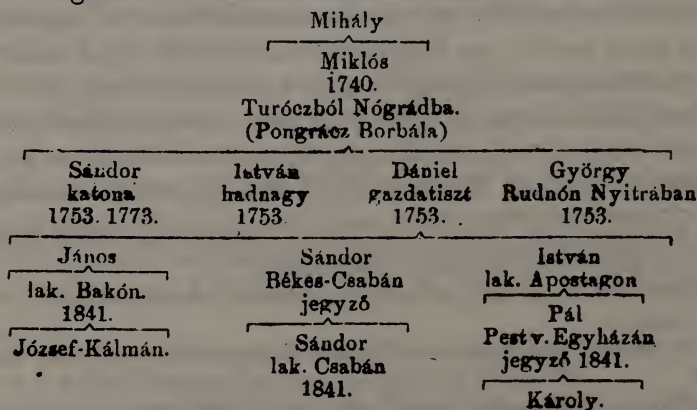 Mihály
Miklós
1740.
Turóczból Nógrádba.
(Pongrácz Borbála)
Sándor István Dániel György
katona hadnagy gazdatiszt Rudnón Nyitrában
1753. 1773. 1753 1753. 1753.
János Sándor István
lak. Bakón. Békes-Csabán lak. Apostagon
1841. jegyző Pál
József-Kálmán. Sándor Pest v. Egyházán
lak. Csabán jegyző 1841.
1841. Károly.